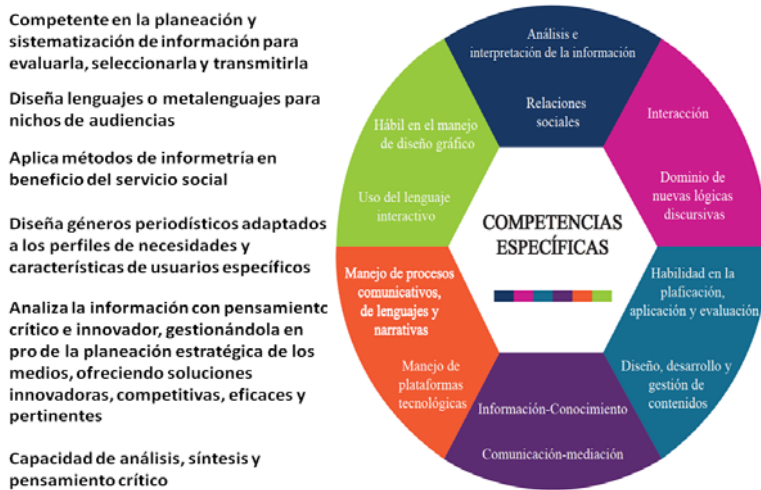 Competente en la planeación y
sistematización de información para
evaluarla, seleccionarla y transmitirla
Diseña lenguajes o metalenguajes para
nichos de audiencias
Aplica métodos de informetría en
beneficio del servicio social
Diseña géneros periodísticos adaptados
a los perfiles de necesidades y
características de usuarios específicos
Analiza la información con pensamientc
crítico e innovador, gestionándola en
pro de la planeación estratégica de los
medios, ofreciendo soluciones
innovadoras, competitivas, eficaces y
pertinentes
Capacidad de análisis, síntesis y
pensamiento crítico
Análisis e
interpretación de la información
Relaciones
sociales
Interacción
Dominio de
nuevas lógicas
discursivas
Habilidad en la
plaficación,
aplicación y evaluación
Diseño, desarrollo y
gestión de
contenidos
Información-Conocimiento
Comunicación-mediación
Manejo de procesos
comunicativos,
de lenguajes y
narrativas
Manejo de
plataformas
tecnológicas
Hábil en el manejo
de diseño gráfico
Uso del lenguaje
interactivo
COMPETENCIAS
ESPECÍFICAS